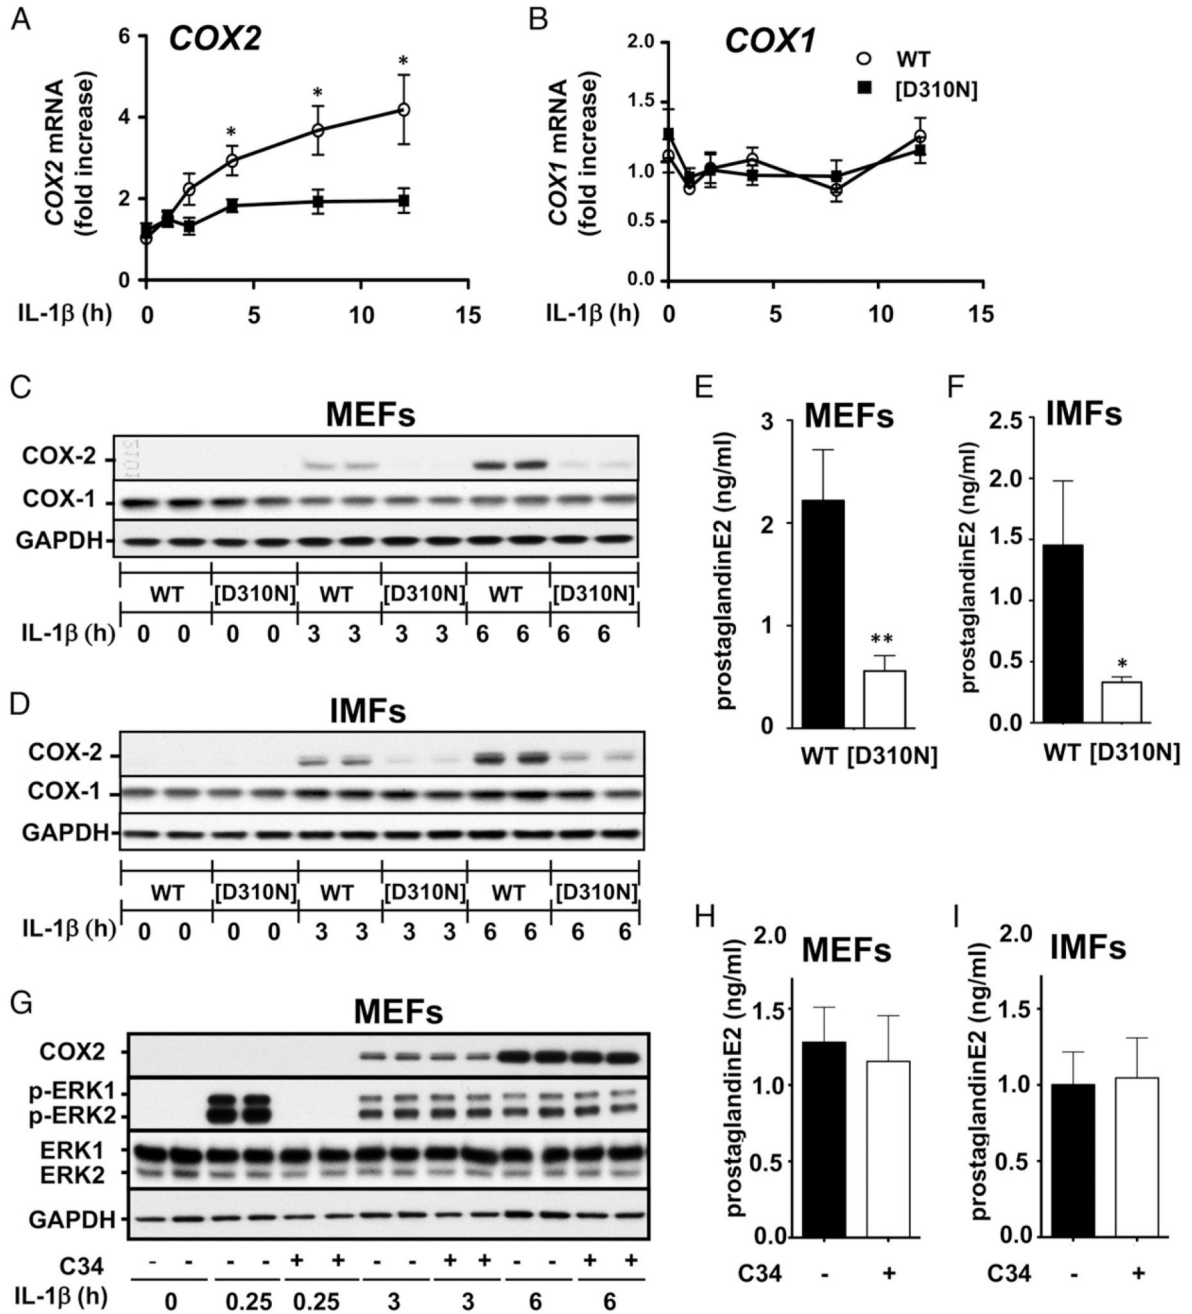 A
COX2
COX2 mRNA
(fold increase)
6
4
2
0
* * *
IL-1β (h) 0 5 10 15
B
COX1
WT
[D310N]
COX1 mRNA
(fold increase)
2.0
1.5
1.0
0.5
0.0
IL-1β (h) 0 5 10 15
C
MEFs
COX-2
COX-1
GAPDH
WT [D310N] WT [D310N] WT [D310N]
IL-1β (h) 0 0 0 0 3 3 3 3 6 6 6 6
D
IMFs
COX-2
COX-1
GAPDH
WT [D310N] WT [D310N] WT [D310N]
IL-1β (h) 0 0 0 0 3 3 3 3 6 6 6 6
E
MEFs
prostaglandinE2 (ng/ml)
3
2
1
0
**
WT [D310N]
F
IMFs
prostaglandinE2 (ng/ml)
2.5
2.0
1.5
1.0
0.5
0.0
*
WT [D310N]
G
MEFs
COX2
p-ERK1
p-ERK2
ERK1
ERK2
GAPDH
C34 - - - - + + - - + + - - + +
IL-1β (h) 0 0.25 0.25 3 3 6 6
H
MEFs
prostaglandinE2 (ng/ml)
2.0
1.5
1.0
0.5
0.0
C34 - +
I
IMFs
prostaglandinE2 (ng/ml)
2.0
1.5
1.0
0.5
0.0
C34 - +